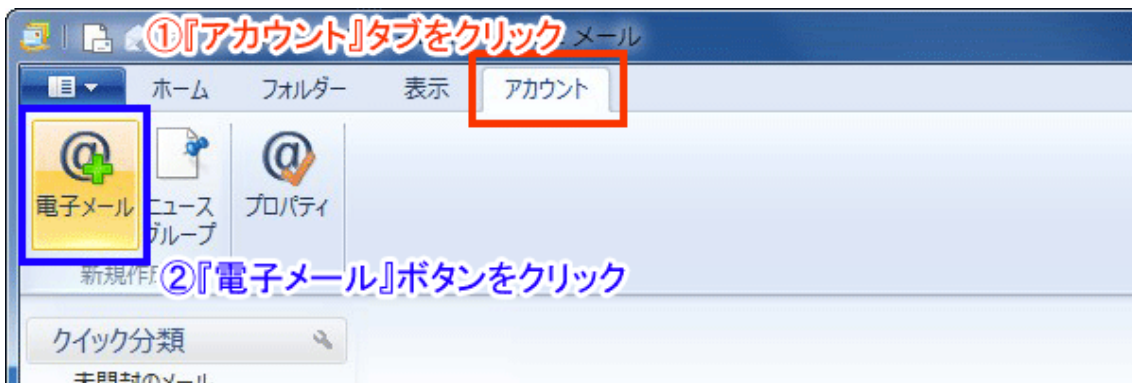 ①『アカウント』タブをクリック メール
ホーム フォルダー 表示 アカウント
電子メール ニュース グループ プロパティ
新規作
②『電子メール』ボタンをクリック
クイック分類
未開封のメール